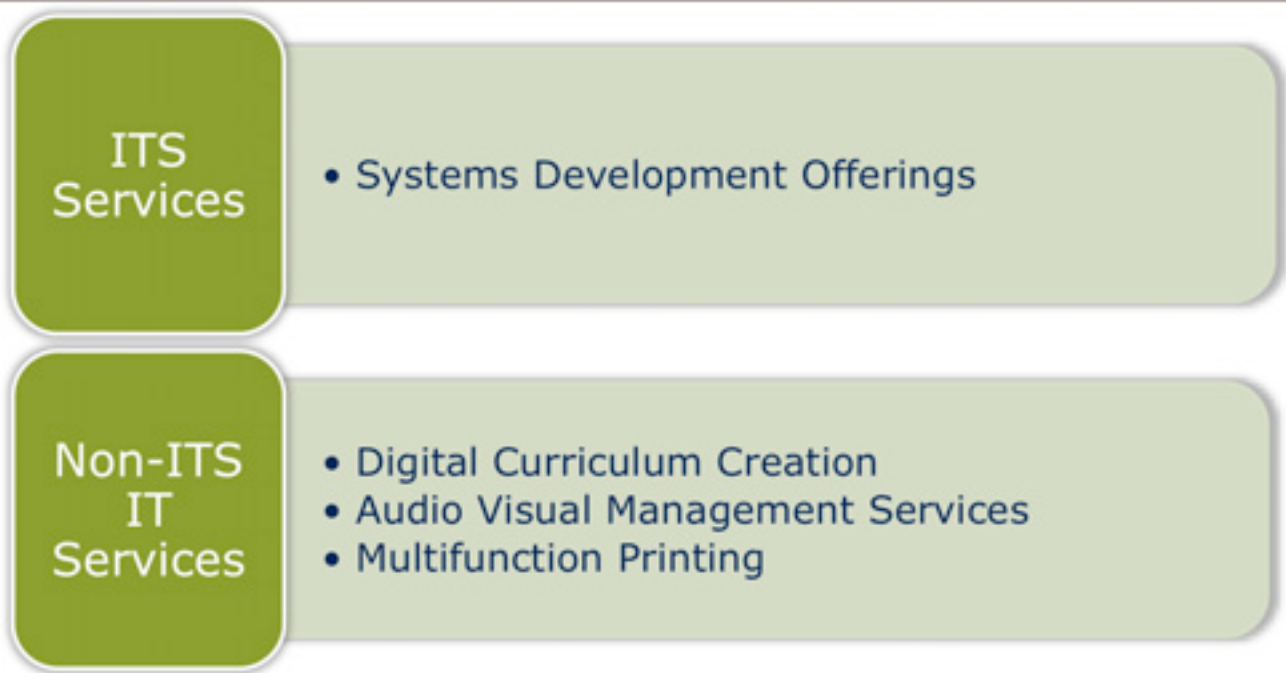 ITS
Services
• Systems Development Offerings
Non-ITS
IT
Services
• Digital Curriculum Creation
• Audio Visual Management Services
• Multifunction Printing